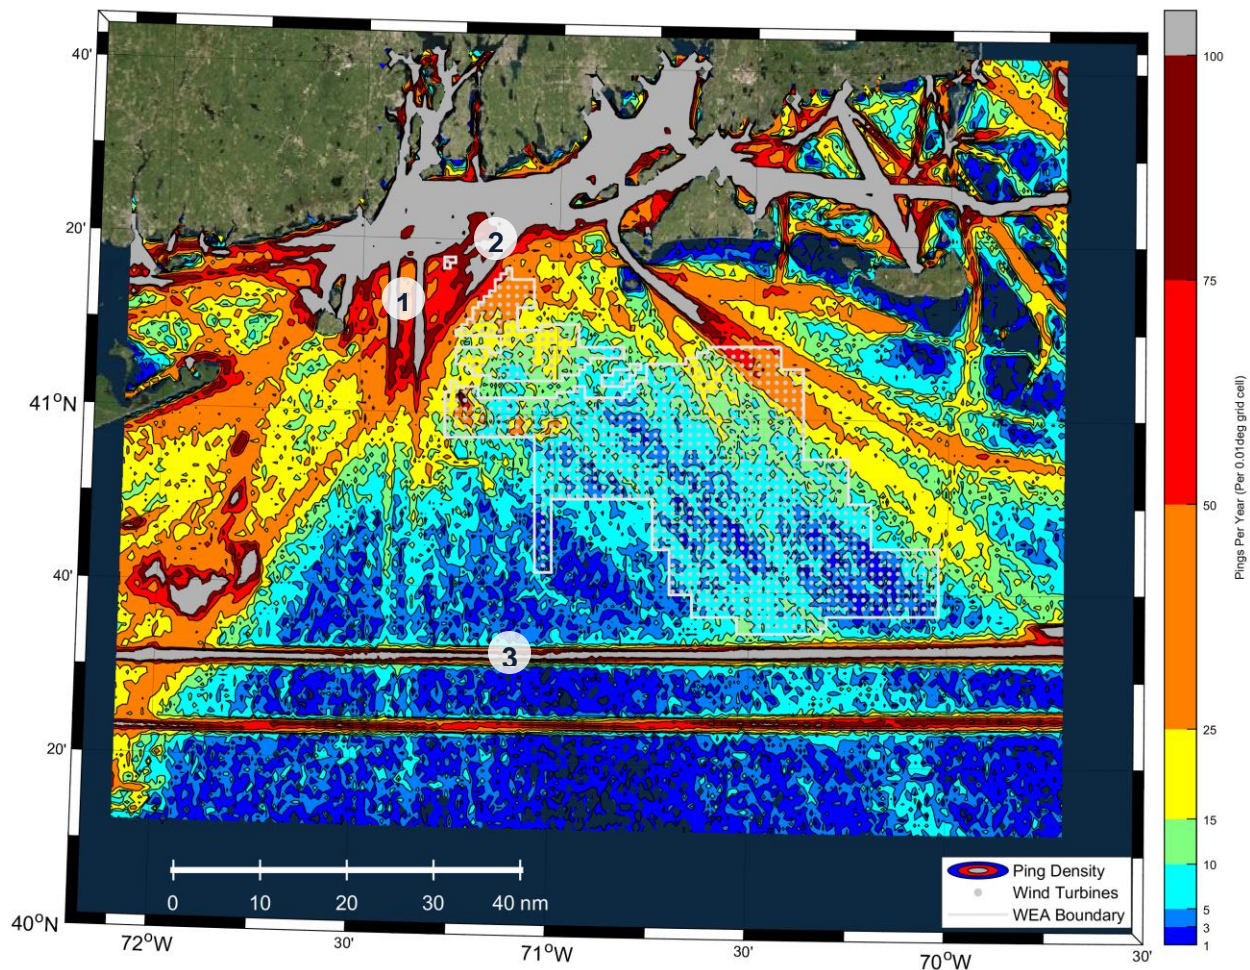 40'
20'
41°N
40'
20'
40°N
72°W
30'
71°W
30'
70°W
30'
1
2
3
0 10 20 30 40 nm
Ping Density
Wind Turbines
WEA Boundary
100
75
50
25
15
10
5
3
1
Pings Per Year (Per 0.01deg grid cell)